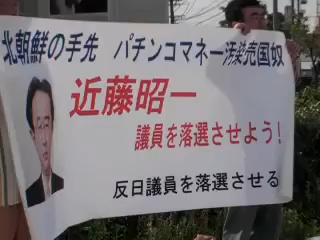 北朝鮮の手先 パチンコマネー汚染売国奴
近藤昭一
議員を落選させよう!
反日議員を落選させる